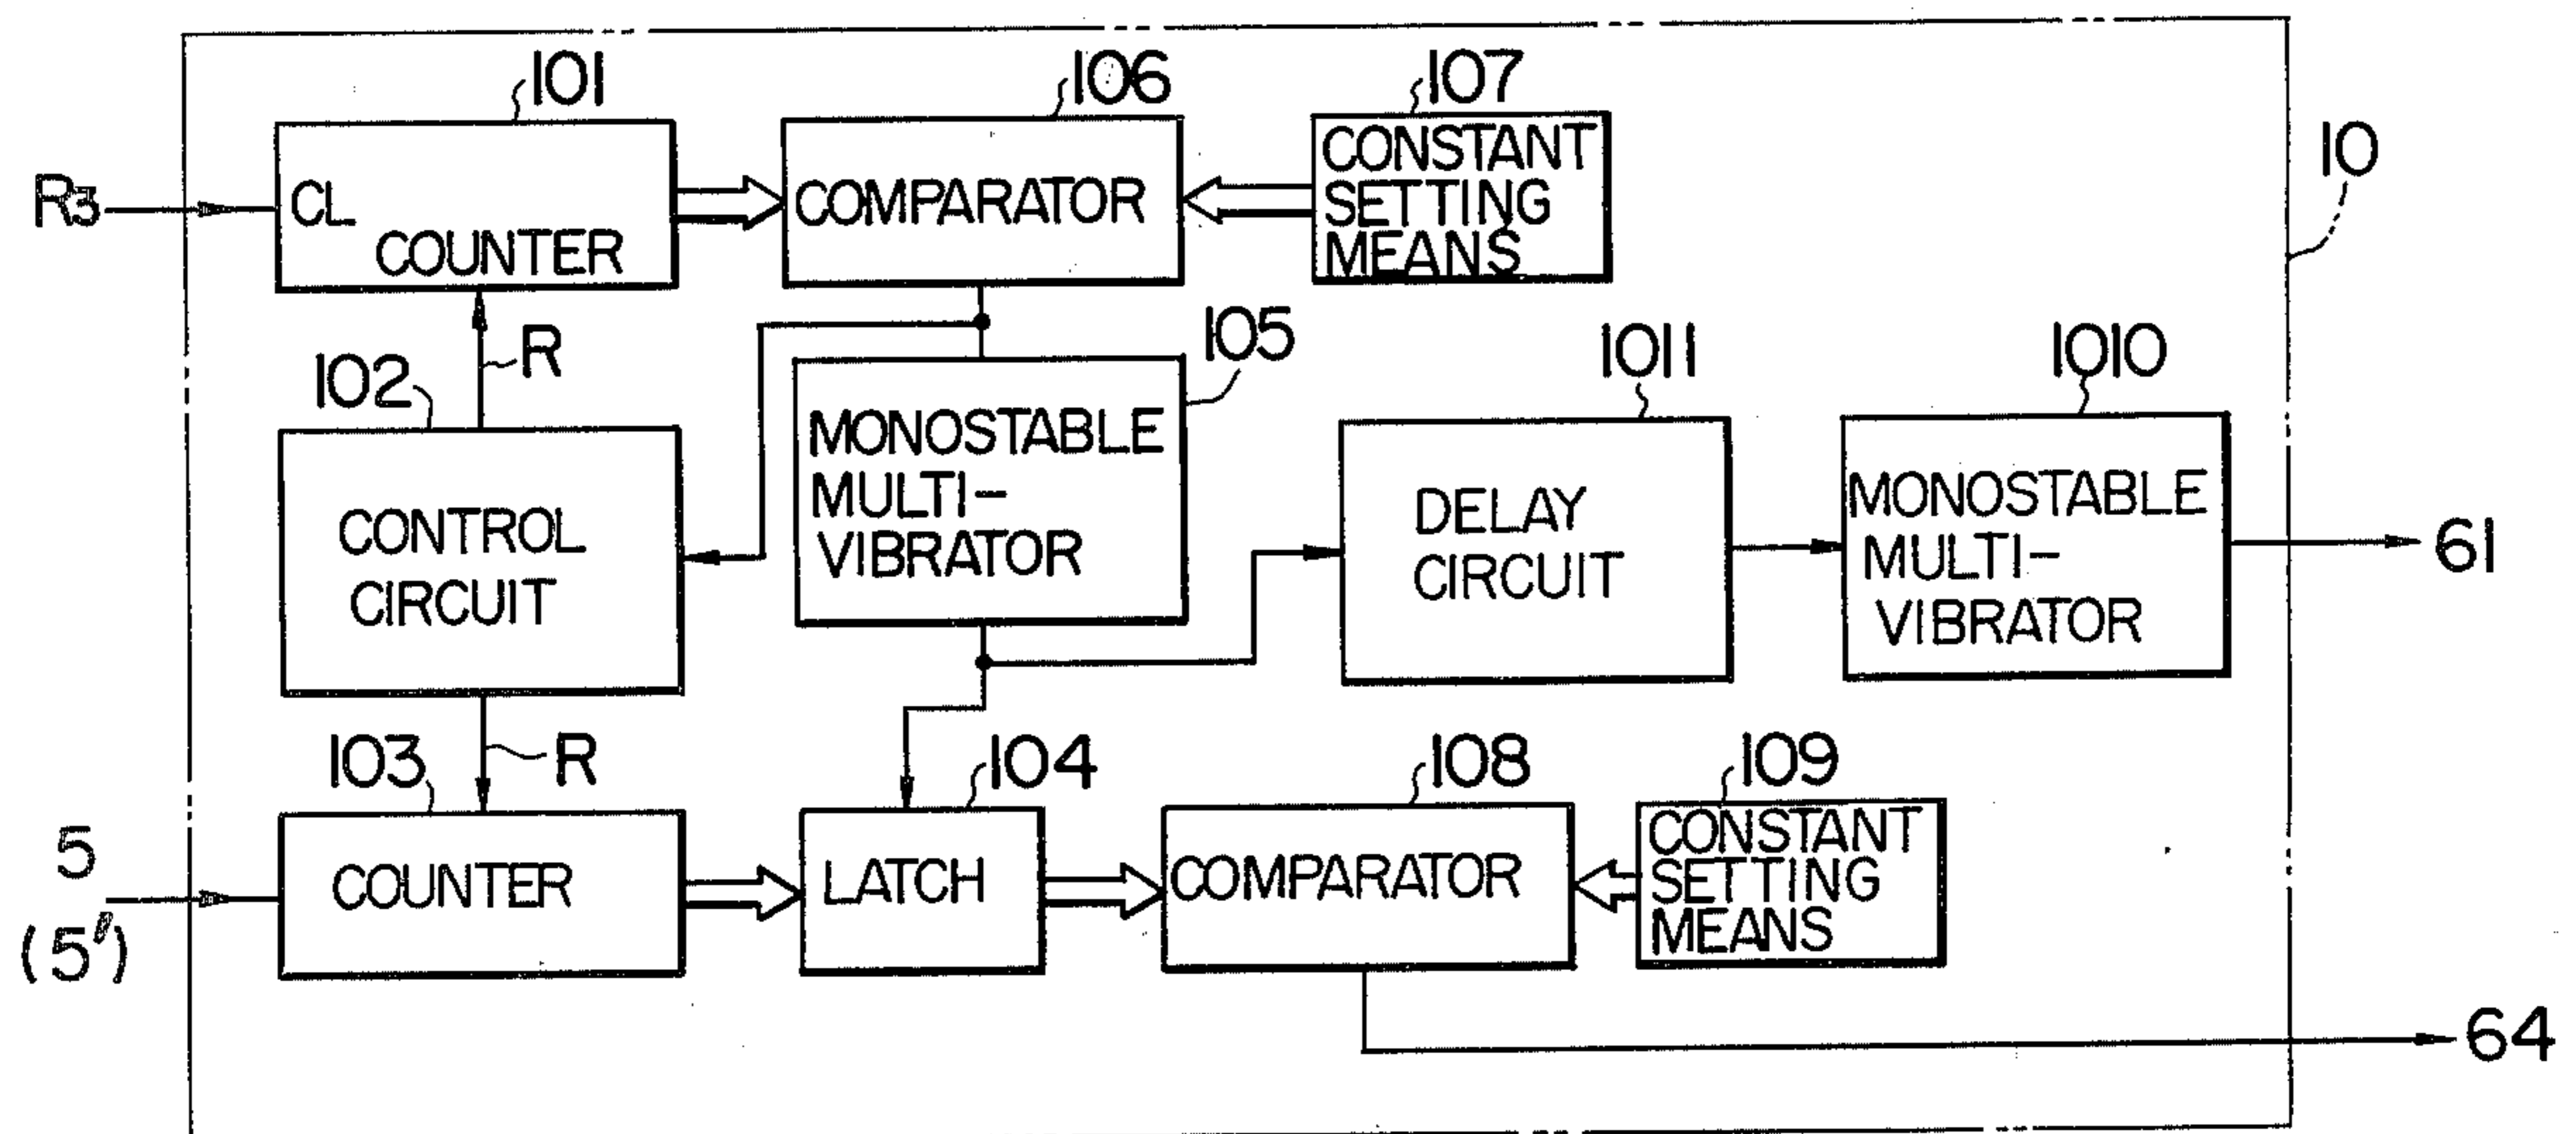 101
106
107
10
R3
CL
COUNTER
COMPARATOR
CONSTANT
SETTING
MEANS
R
102
105
1011
1010
CONTROL
CIRCUIT
MONOSTABLE
MULTI-
VIBRATOR
DELAY
CIRCUIT
MONOSTABLE
MULTI-
VIBRATOR
61
R
103
104
108
109
5
(5')
COUNTER
LATCH
COMPARATOR
CONSTANT
SETTING
MEANS
64